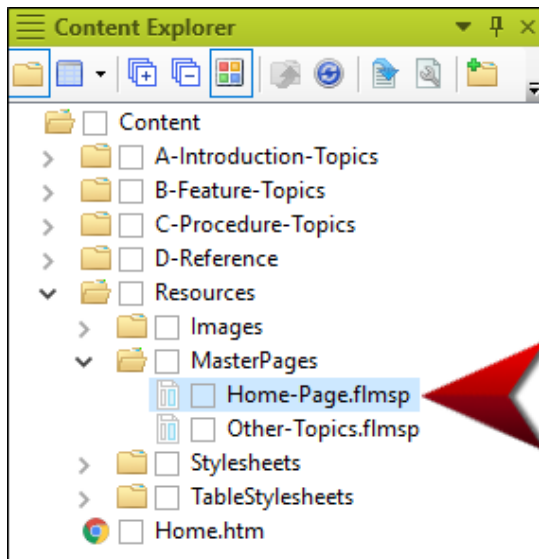 Content Explorer
Content
A-Introduction-Topics
B-Feature-Topics
C-Procedure-Topics
D-Reference
Resources
Images
MasterPages
Home-Page.flmsp
Other-Topics.flmsp
Stylesheets
TableStylesheets
Home.htm